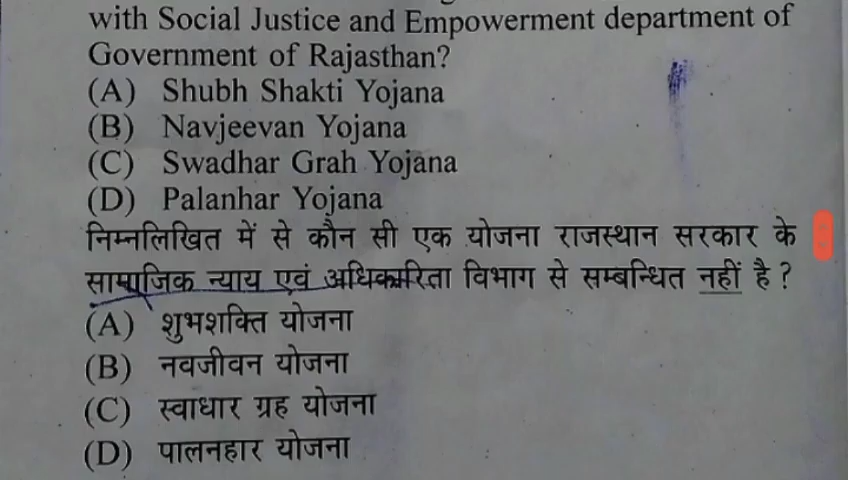 with Social Justice and Empowerment department of
Government of Rajasthan?
(A) Shubh Shakti Yojana
(B) Navjeevan Yojana
(C) Swadhar Grah Yojana
(D) Palanhar Yojana
निम्नलिखित में से कौन सी एक योजना राजस्थान सरकार के
सामाजिक न्याय एवं अधिकारिता विभाग से सम्बन्धित नहीं है ?
(A) शुभशक्ति योजना
(B) नवजीवन योजना
(C) स्वाधार ग्रह योजना
(D) पालनहार योजना